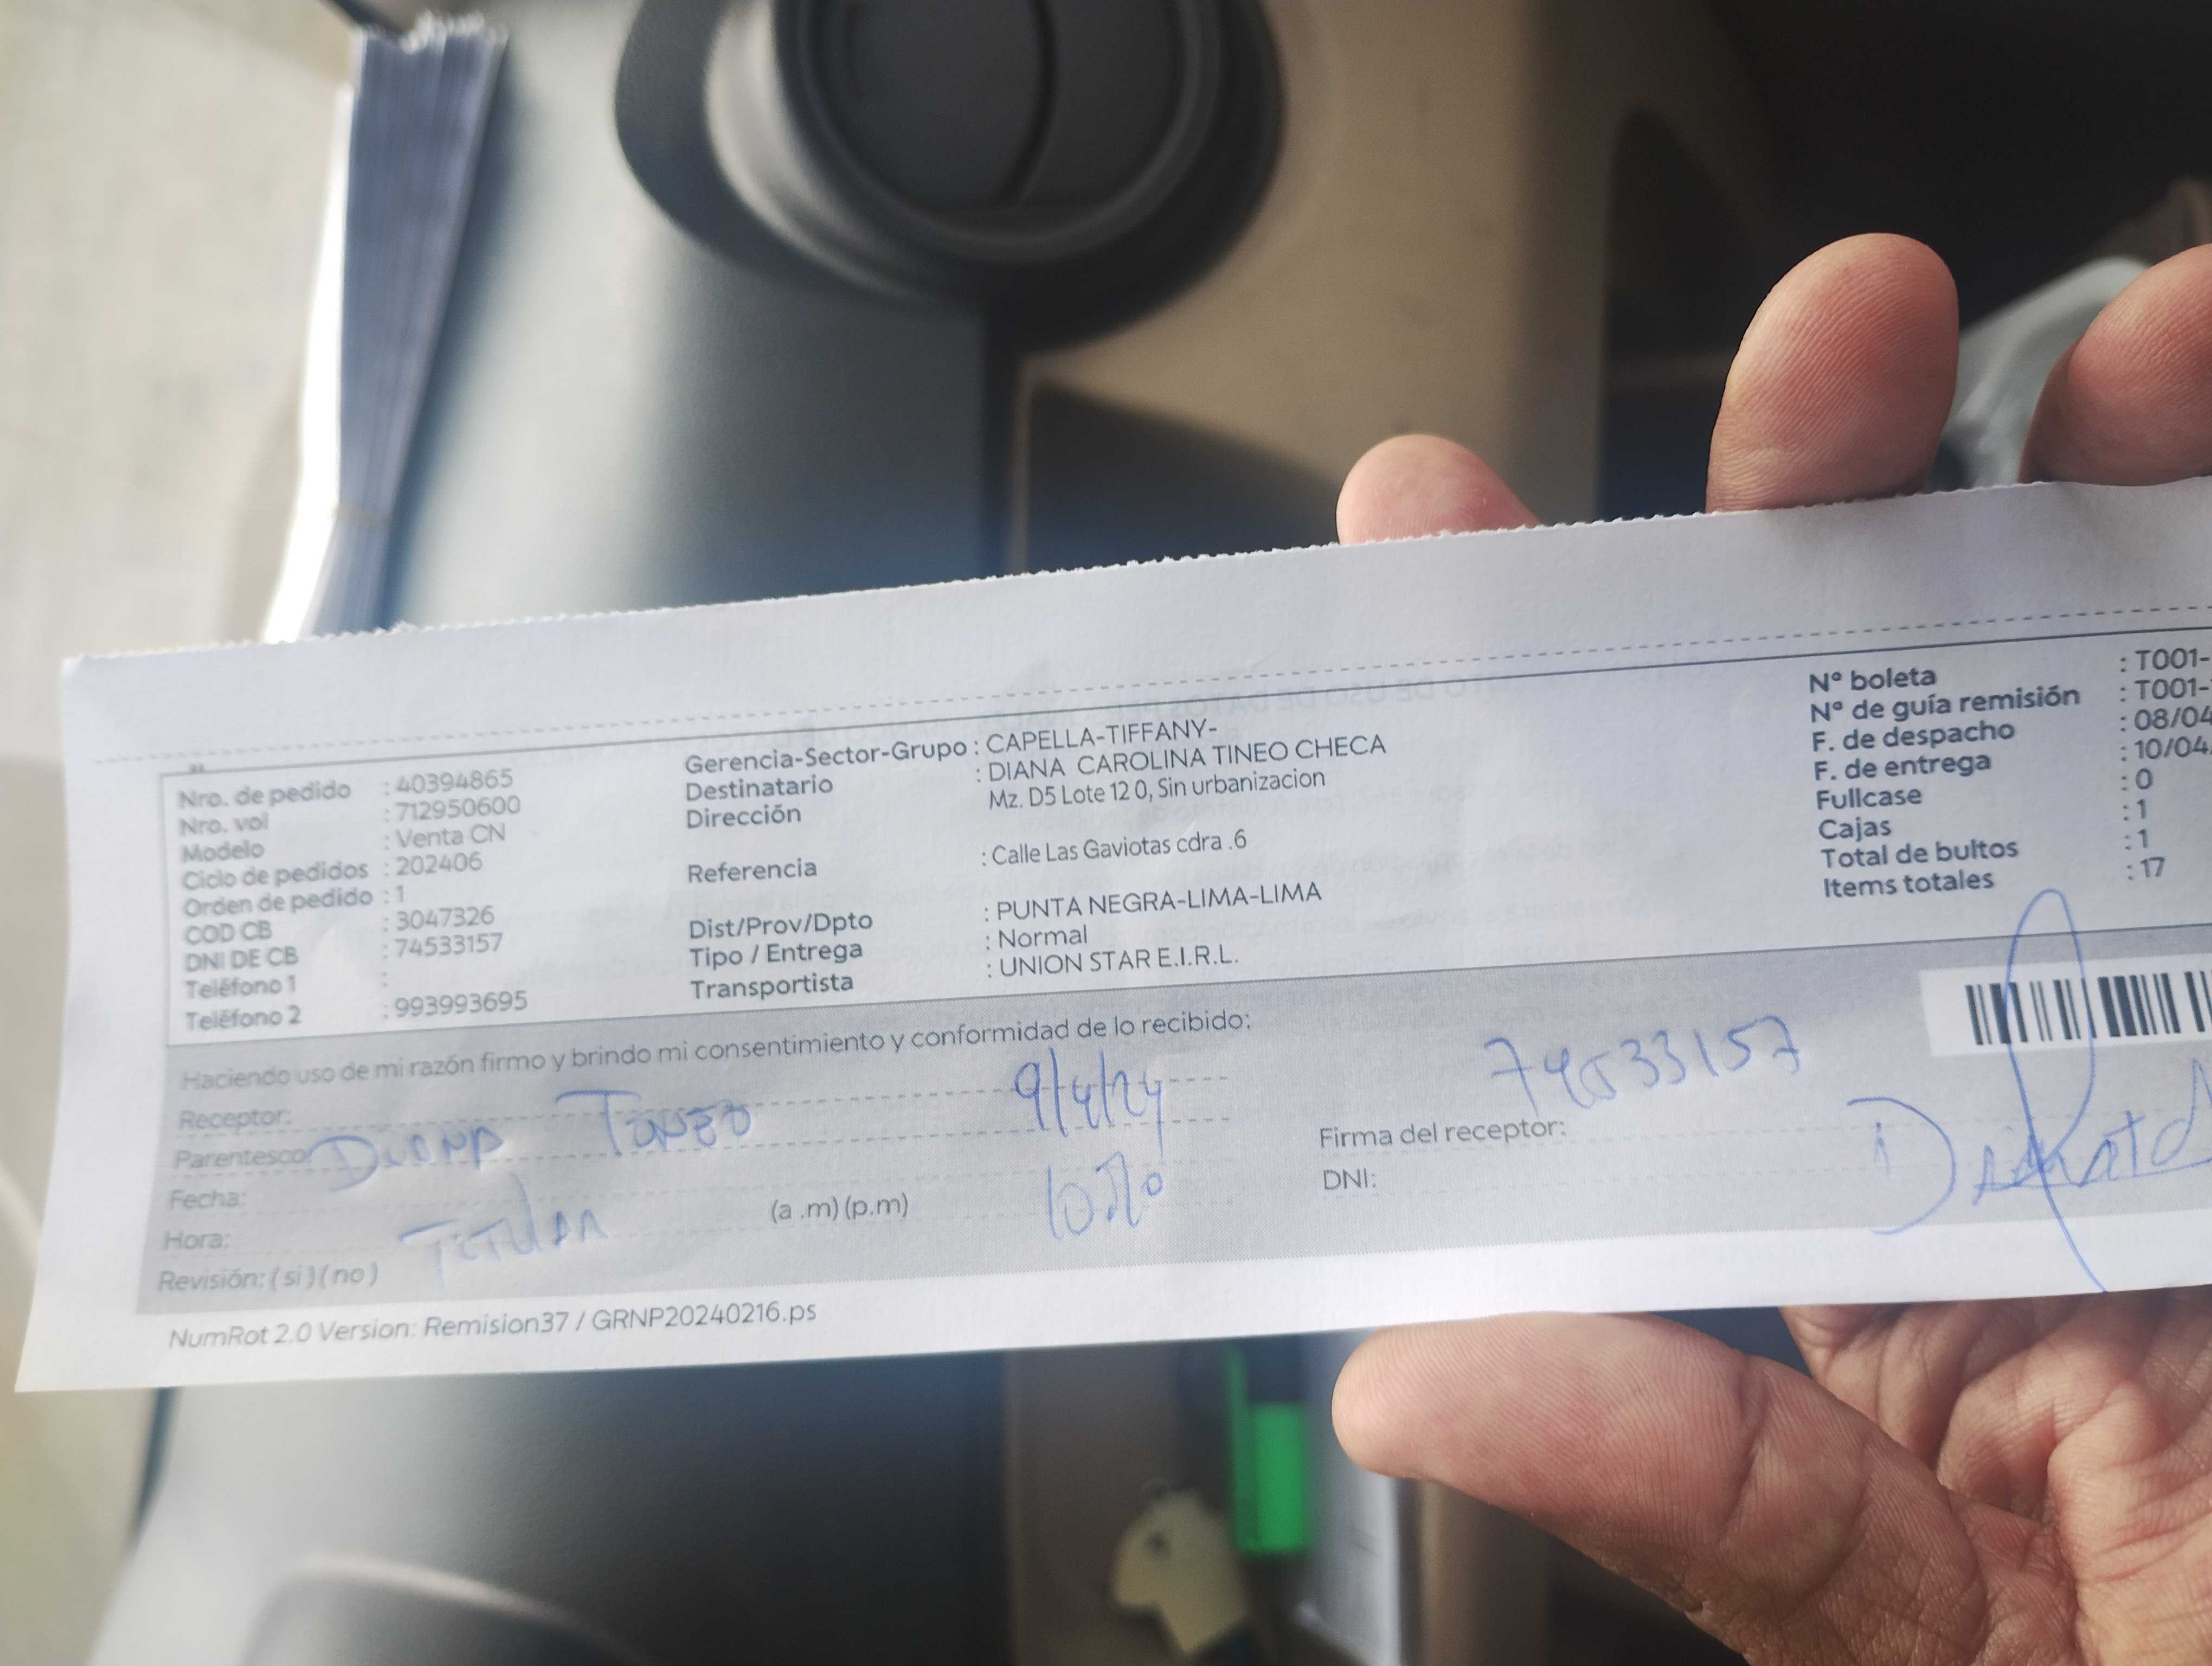 Nro. de pedido : 40394865
Nro. vol : 712950600
Modelo : Venta CN
Ciclo de pedidos : 202406
Orden de pedido : 1
COD CB : 3047326
DNI DE CB : 74533157
Teléfono 1 :
Teléfono 2 : 993993695
Gerencia-Sector-Grupo : CAPELLA-TIFFANY-
Destinatario : DIANA CAROLINA TINEO CHECA
Dirección Mz. D5 Lote 12 0, Sin urbanizacion
Referencia : Calle Las Gaviotas cdra .6
Dist/Prov/Dpto : PUNTA NEGRA-LIMA-LIMA
Tipo / Entrega : Normal
Transportista : UNION STAR E.I.R.L.
N° boleta : T001-
N° de guía remisión : T001-
F. de despacho : 08/04
F. de entrega : 10/04
Fullcase : 0
Cajas : 1
Total de bultos : 1
Items totales : 17
Haciendo uso de mi razón firmo y brindo mi consentimiento y conformidad de lo recibido:
Receptor:
Parentesco:
Fecha: 9/4/24
Hora: (a .m) (p.m)
Revisión: ( si ) ( no ) Titular
Firma del receptor: 74533157
DNI:
NumRot 2.0 Version: Remision37 / GRNP20240216.ps